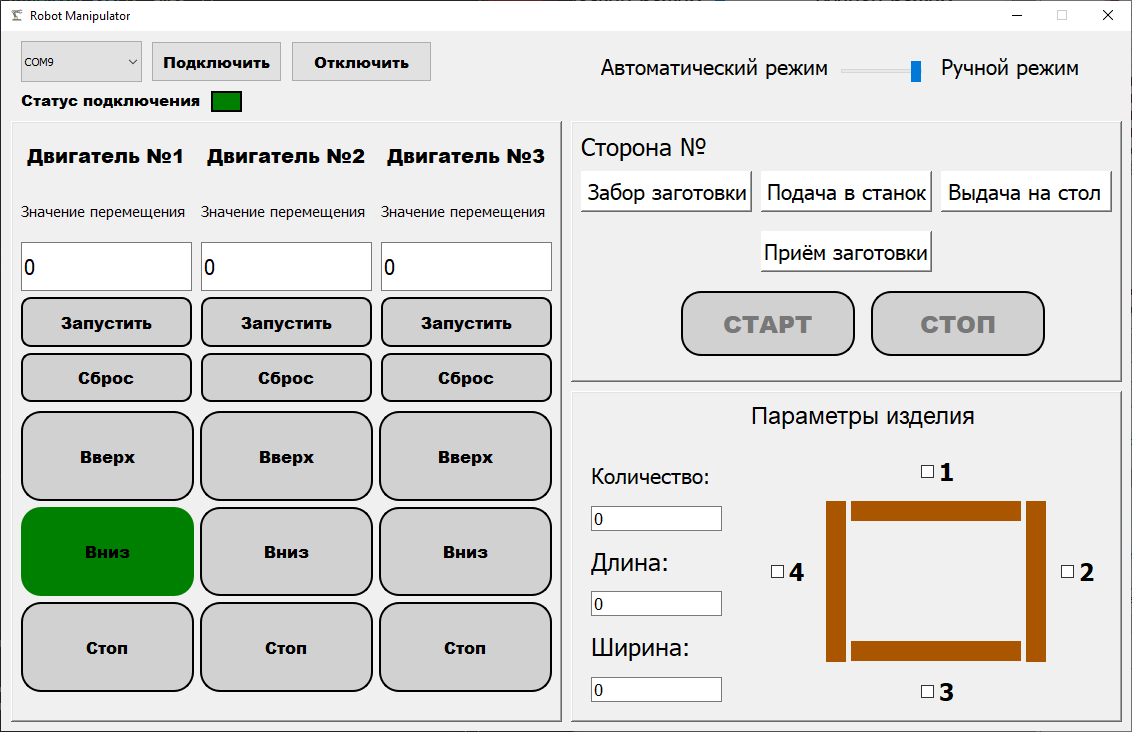 Robot Manipulator
COM9
Подключить
Отключить
Автоматический режим
Ручной режим
Статус подключения
Двигатель №1
Двигатель №2
Двигатель №3
Значение перемещения
Значение перемещения
Значение перемещения
0
0
0
Запустить
Запустить
Запустить
Сброс
Сброс
Сброс
Вверх
Вверх
Вверх
Вниз
Вниз
Вниз
Стоп
Стоп
Стоп
Сторона №
Забор заготовки
Подача в станок
Выдача на стол
Приём заготовки
СТАРТ
СТОП
Параметры изделия
Количество:
0
Длина:
0
Ширина:
0
1
4
2
3